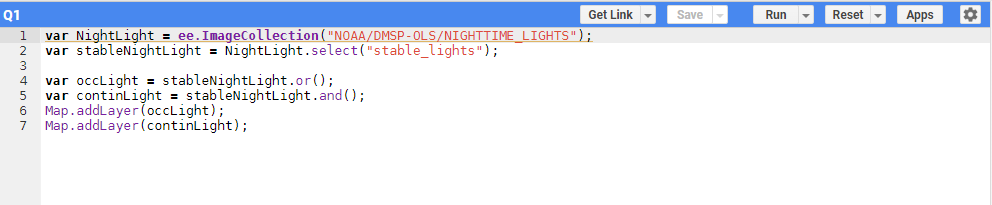 Q1 Get Link Save Run Reset Apps
1 var NightLight = ee.ImageCollection("NOAA/DMSP-OLS/NIGHTTIME_LIGHTS");
2 var stableNightLight = NightLight.select("stable_lights");
3
4 var occLight = stableNightLight.or();
5 var continLight = stableNightLight.and();
6 Map.addLayer(occLight);
7 Map.addLayer(continLight);